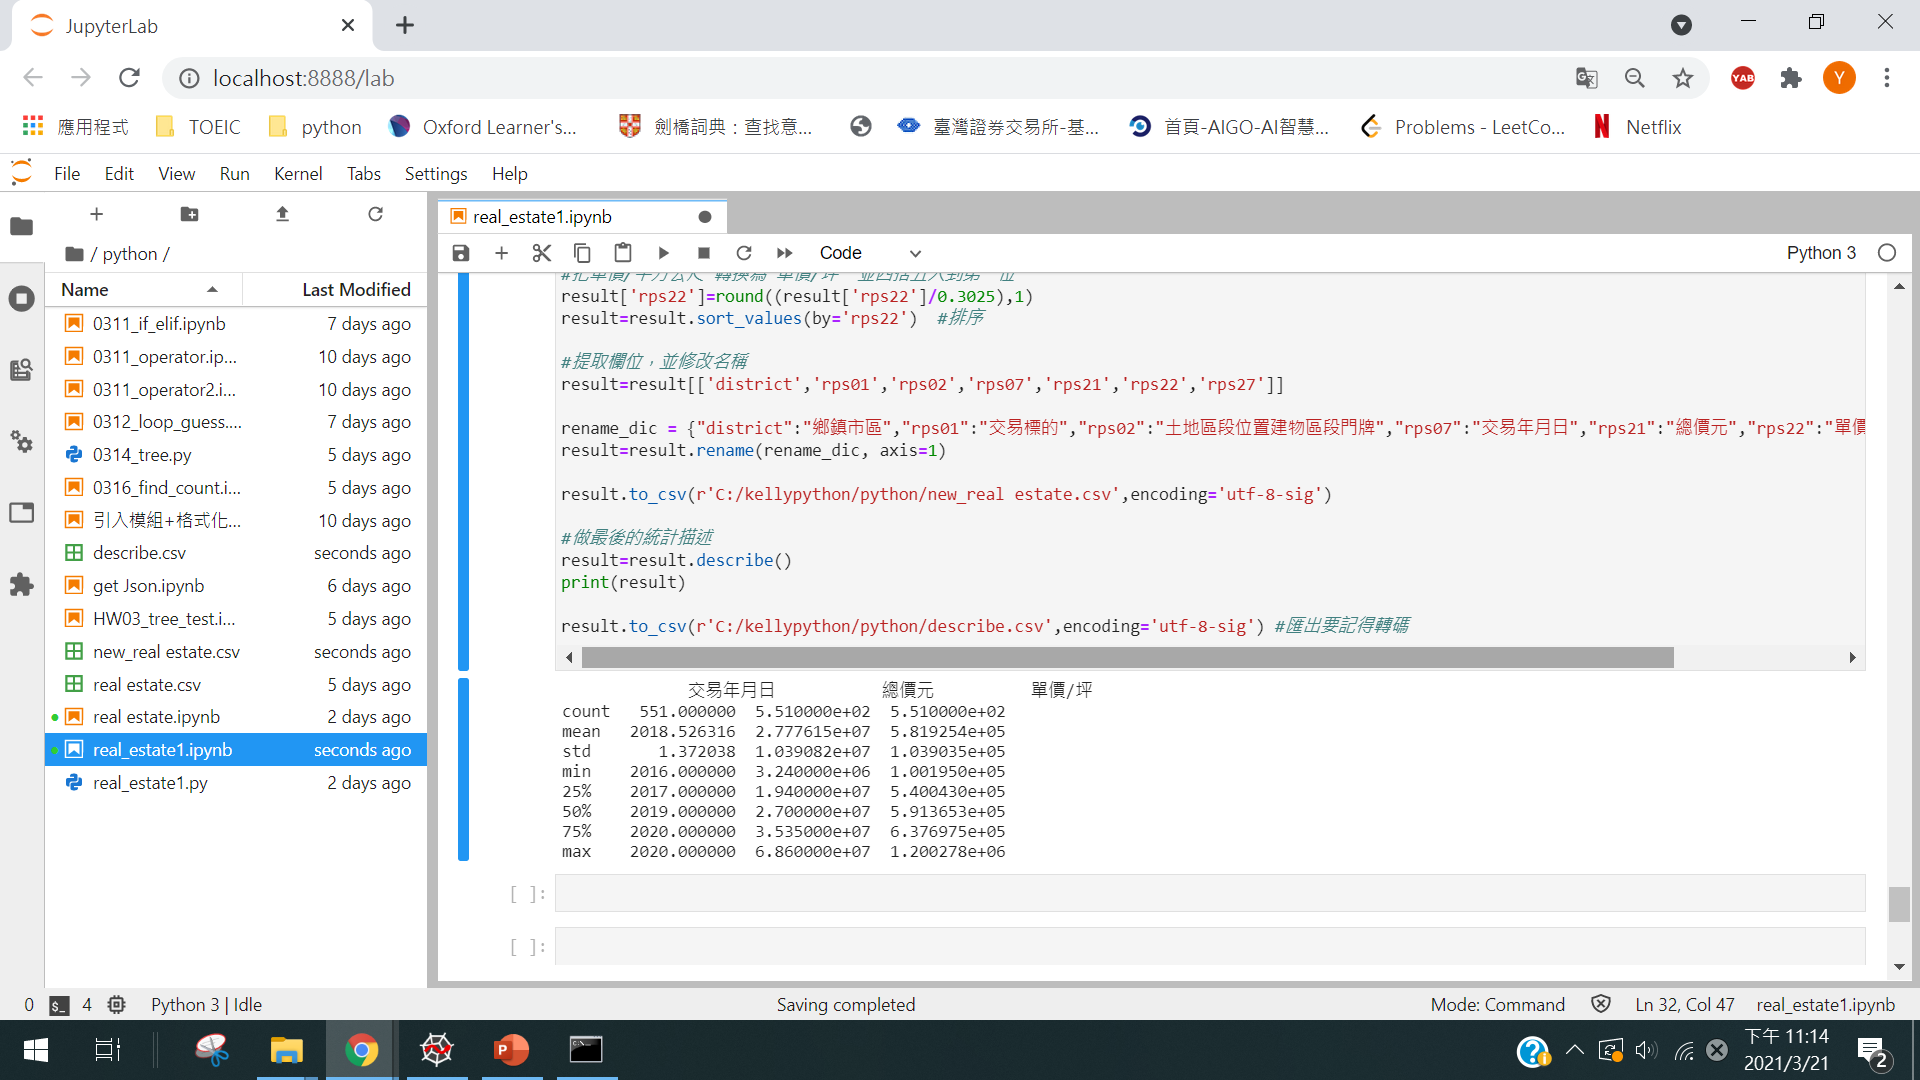 JupyterLab
localhost:8888/lab
YAB
Y
應用程式
TOEIC
python
Oxford Learner's...
劍橋詞典：查找意...
臺灣證券交易所-基...
首頁-AIGO-AI智慧...
Problems - LeetCo...
Netflix
File Edit View Run Kernel Tabs Settings Help
real_estate1.ipynb
/ python /
Code
Python 3
Name Last Modified
0311_if_elif.ipynb 7 days ago
0311_operator.ip... 10 days ago
0311_operator2.i... 10 days ago
0312_loop_guess.... 7 days ago
0314_tree.py 5 days ago
0316_find_count.i... 5 days ago
引入模組+格式化... 10 days ago
describe.csv seconds ago
get Json.ipynb 6 days ago
HW03_tree_test.i... 5 days ago
new_real estate.csv seconds ago
real estate.csv 5 days ago
real estate.ipynb 2 days ago
real_estate1.ipynb seconds ago
real_estate1.py 2 days ago
result['rps22']=round((result['rps22']/0.3025),1)
result=result.sort_values(by='rps22')  #排序
#提取欄位，並修改名稱
result=result[['district','rps01','rps02','rps07','rps21','rps22','rps27']]
rename_dic = {"district":"鄉鎮市區","rps01":"交易標的","rps02":"土地區段位置建物區段門牌","rps07":"交易年月日","rps21":"總價元","rps22":"單價
result=result.rename(rename_dic, axis=1)
result.to_csv(r'C:/kellypython/python/new_real estate.csv',encoding='utf-8-sig')
#做最後的統計描述
result=result.describe()
print(result)
result.to_csv(r'C:/kellypython/python/describe.csv',encoding='utf-8-sig') #匯出要記得轉碼
交易年月日 總價元 單價/坪
count 551.000000 5.510000e+02 5.510000e+02
mean 2018.526316 2.777615e+07 5.819254e+05
std 1.372038 1.039082e+07 1.039035e+05
min 2016.000000 3.240000e+06 1.001950e+05
25% 2017.000000 1.940000e+07 5.400430e+05
50% 2019.000000 2.700000e+07 5.913653e+05
75% 2020.000000 3.535000e+07 6.376975e+05
max 2020.000000 6.860000e+07 1.200278e+06
[ ]:
[ ]:
0 $_ 4 Python 3 | Idle
Saving completed
Mode: Command
Ln 32, Col 47 real_estate1.ipynb
下午 11:14
2021/3/21
2